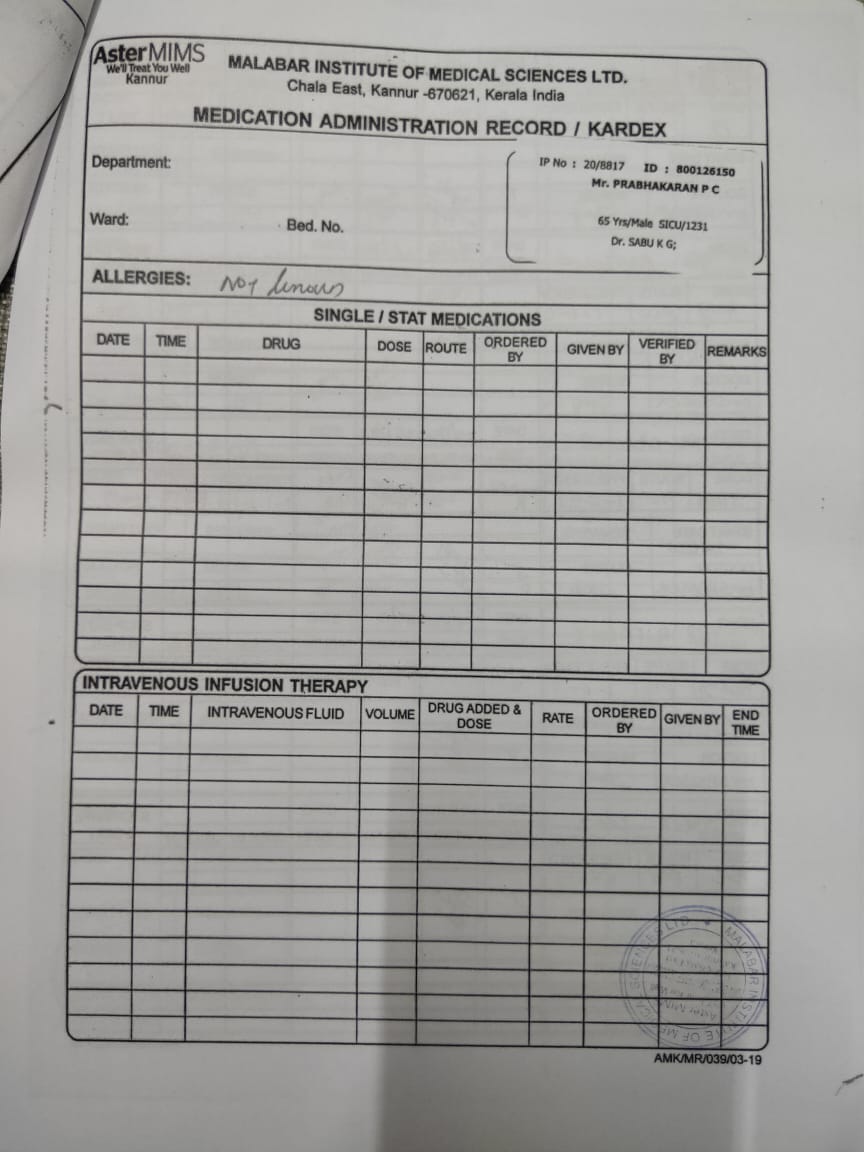 AsterMIMS
We'll Treat You Well
Kannur
MALABAR INSTITUTE OF MEDICAL SCIENCES LTD.
Chala East, Kannur -670621, Kerala India
MEDICATION ADMINISTRATION RECORD / KARDEX
Department:
IP No : 20/8817 ID : 800126150
Mr. PRABHAKARAN P C
65 Yrs/Male SICU/1231
Dr. SABU K G;
Ward: Bed. No.
ALLERGIES: Not known
SINGLE / STAT MEDICATIONS
DATE TIME DRUG DOSE ROUTE ORDERED BY GIVEN BY VERIFIED BY REMARKS
INTRAVENOUS INFUSION THERAPY
DATE TIME INTRAVENOUS FLUID VOLUME DRUG ADDED & DOSE RATE ORDERED BY GIVEN BY END TIME
MALABAR INSTITUTE OF MEDICAL SCIENCES LTD
Aster MIMS
AMK/MR/039/03-19